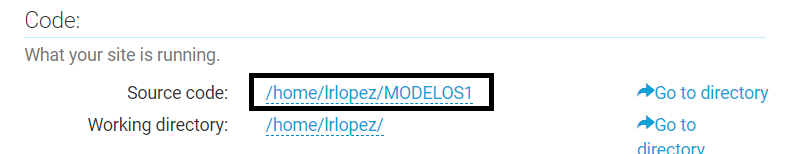 Code:
What your site is running.
Source code: /home/lrlopez/MODELOS1 Go to directory
Working directory: /home/lrlopez/ Go to
directory